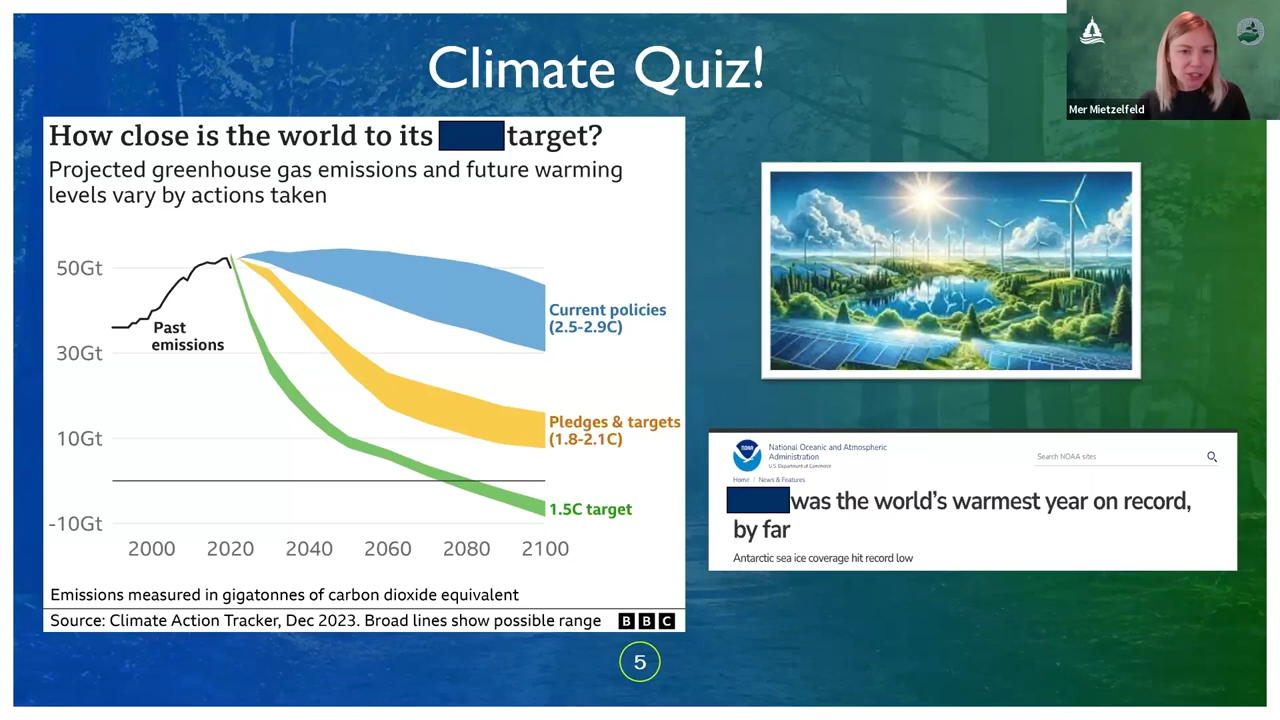 Climate Quiz!
Mer Mietzelfeld
How close is the world to its target?
Projected greenhouse gas emissions and future warming
levels vary by actions taken
50Gt
30Gt
10Gt
-10Gt
Past
emissions
Current policies
(2.5-2.9C)
Pledges & targets
(1.8-2.1C)
1.5C target
2000 2020 2040 2060 2080 2100
Emissions measured in gigatonnes of carbon dioxide equivalent
Source: Climate Action Tracker, Dec 2023. Broad lines show possible range BBC
NOAA
National Oceanic and Atmospheric
Administration
U.S. Department of Commerce
Search NOAA sites
Home / News & Features
was the world's warmest year on record,
by far
Antarctic sea ice coverage hit record low
5